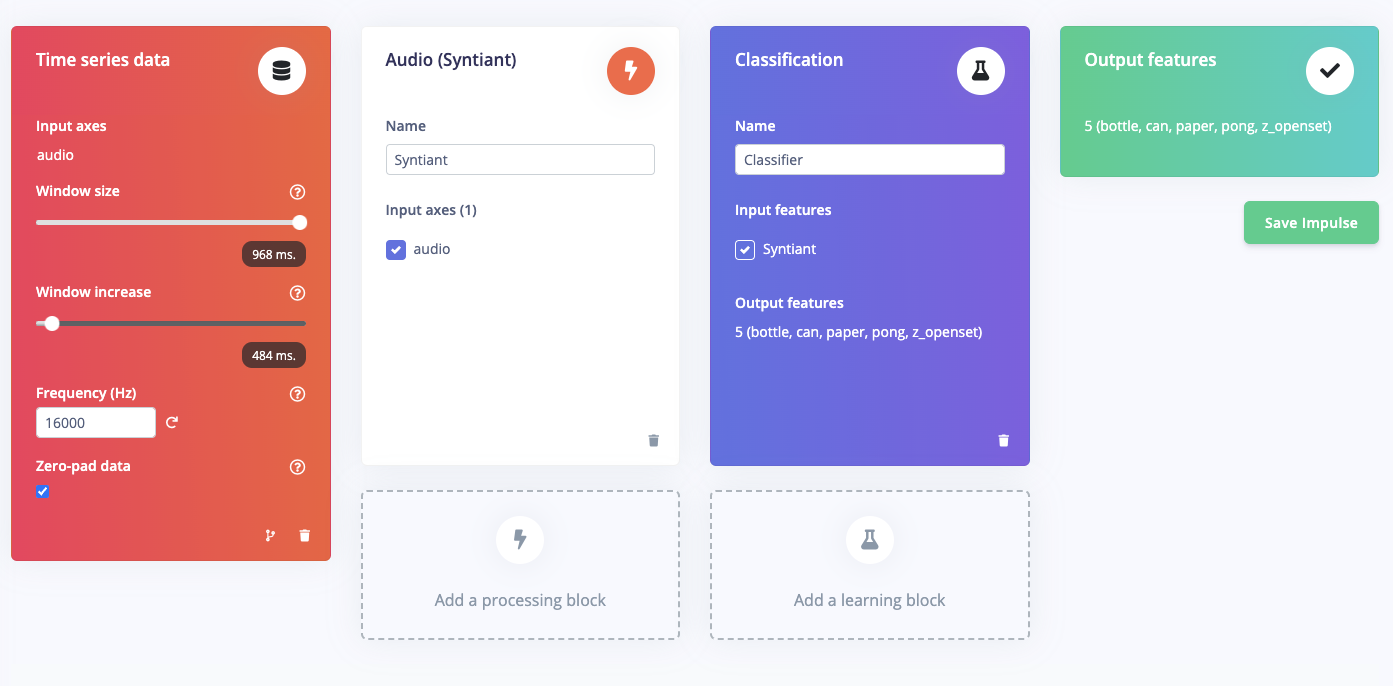 Time series data
Input axes
audio
Window size
968 ms.
Window increase
484 ms.
Frequency (Hz)
16000
Zero-pad data
Audio (Syntiant)
Name
Syntiant
Input axes (1)
audio
Add a processing block
Classification
Name
Classifier
Input features
Syntiant
Output features
5 (bottle, can, paper, pong, z_openset)
Add a learning block
Output features
5 (bottle, can, paper, pong, z_openset)
Save Impulse